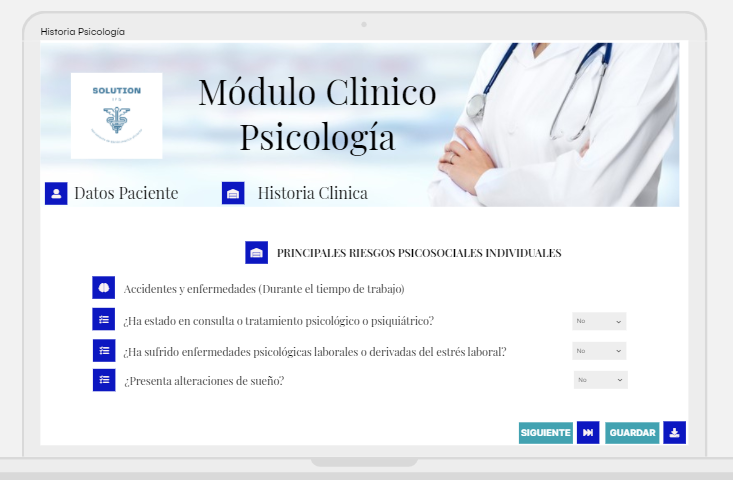 Historia Psicología
SOLUTION
Módulo Clinico
Psicología
Datos Paciente
Historia Clinica
PRINCIPALES RIESGOS PSICOSOCIALES INDIVIDUALES
Accidentes y enfermedades (Durante el tiempo de trabajo)
¿Ha estado en consulta o tratamiento psicológico o psiquiátrico?
No
¿Ha sufrido enfermedades psicológicas laborales o derivadas del estrés laboral?
No
¿Presenta alteraciones de sueño?
No
SIGUIENTE
GUARDAR